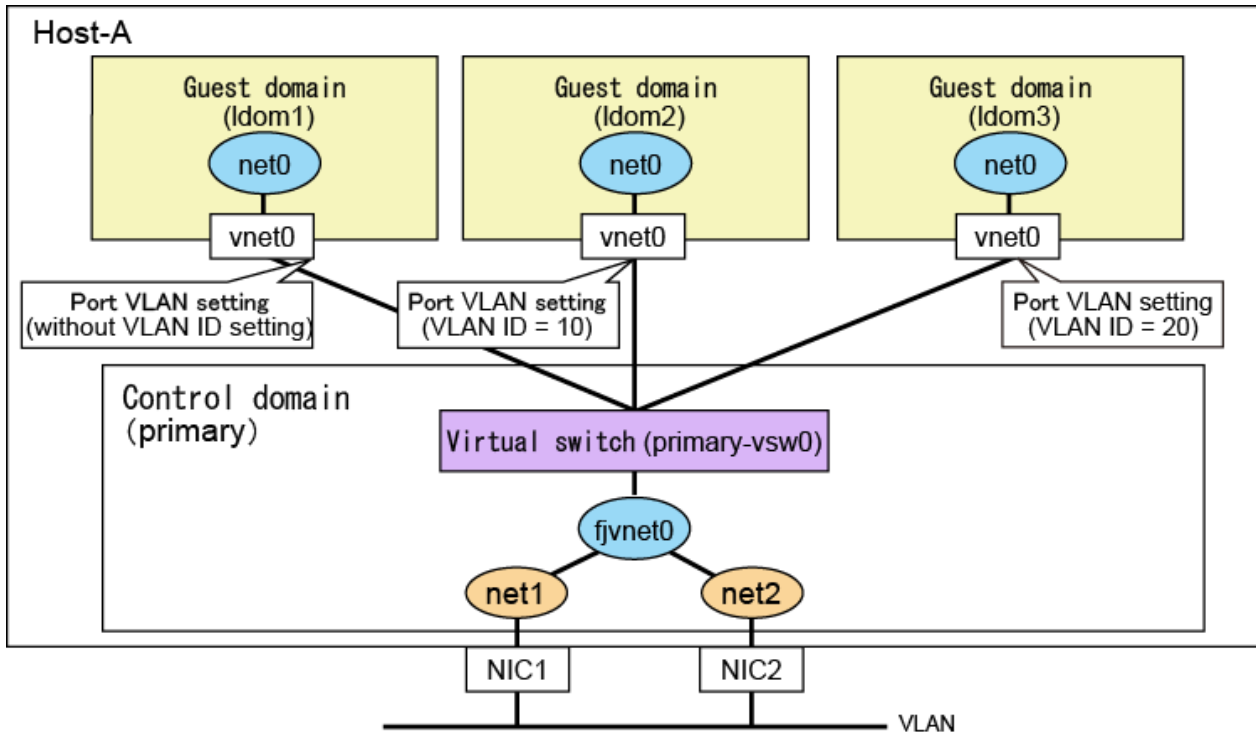 Host-A
Guest domain
(ldom1)
net0
vnet0
Guest domain
(ldom2)
net0
vnet0
Guest domain
(ldom3)
net0
vnet0
Port VLAN setting
(without VLAN ID setting)
Port VLAN setting
(VLAN ID = 10)
Port VLAN setting
(VLAN ID = 20)
Control domain
(primary)
Virtual switch (primary-vsw0)
fjvnet0
net1
net2
NIC1
NIC2
VLAN